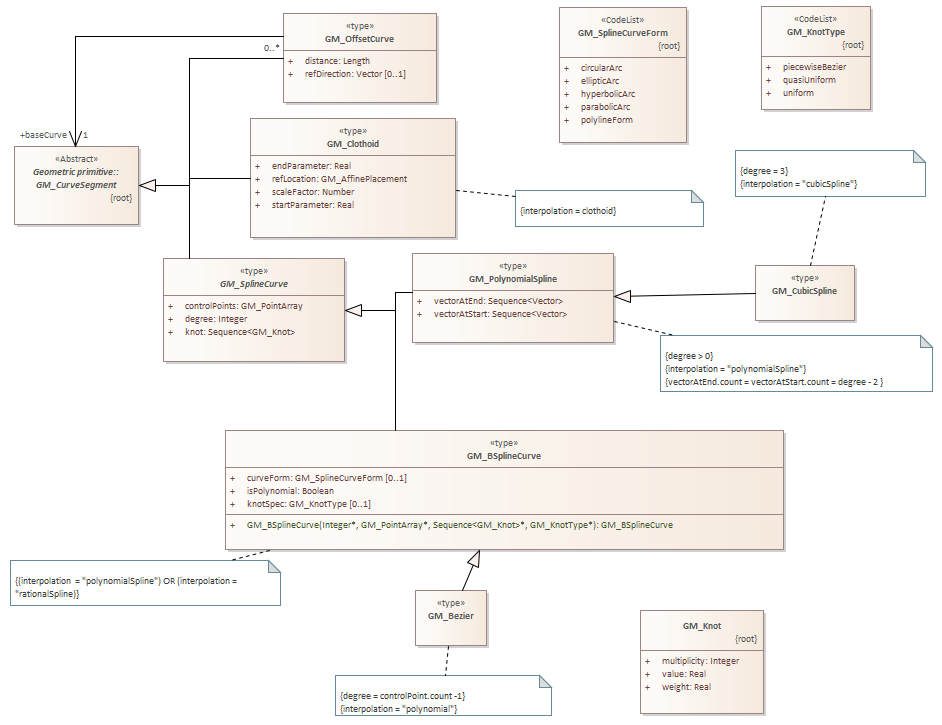 «type»
GM_OffsetCurve
+ distance: Length
+ refDirection: Vector [0..1]
0..*
+baseCurve
1
«CodeList»
GM_SplineCurveForm
{root}
+ circularArc
+ ellipticArc
+ hyperbolicArc
+ parabolicArc
+ polylineForm
«CodeList»
GM_KnotType
{root}
+ piecewiseBezier
+ quasiUniform
+ uniform
«Abstract»
Geometric primitive::
GM_CurveSegment
{root}
«type»
GM_Clothoid
+ endParameter: Real
+ refLocation: GM_AffinePlacement
+ scaleFactor: Number
+ startParameter: Real
{interpolation = clothoid}
{degree = 3}
{interpolation = "cubicSpline"}
«type»
GM_SplineCurve
+ controlPoints: GM_PointArray
+ degree: Integer
+ knot: Sequence<GM_Knot>
«type»
GM_PolynomialSpline
+ vectorAtEnd: Sequence<Vector>
+ vectorAtStart: Sequence<Vector>
«type»
GM_CubicSpline
{degree > 0}
{interpolation = "polynomialSpline"}
{vectorAtEnd.count = vectorAtStart.count = degree - 2 }
«type»
GM_BSplineCurve
+ curveForm: GM_SplineCurveForm [0..1]
+ isPolynomial: Boolean
+ knotSpec: GM_KnotType [0..1]
+ GM_BSplineCurve(Integer*, GM_PointArray*, Sequence<GM_Knot>*, GM_KnotType*): GM_BSplineCurve
{(interpolation = "polynomialSpline") OR (interpolation =
"rationalSpline)}
«type»
GM_Bezier
{degree = controlPoint.count -1}
{interpolation = "polynomial"}
GM_Knot
{root}
+ multiplicity: Integer
+ value: Real
+ weight: Real